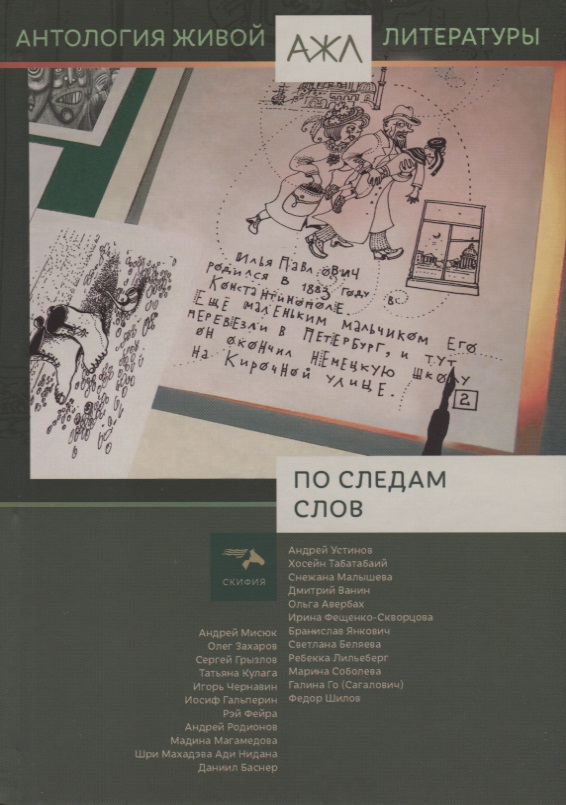 АНТОЛОГИЯ ЖИВОЙ АЖЛ ЛИТЕРАТУРЫ
ИЛЬЯ ПАВЛОВИЧ
РОДИЛСЯ В 1883 ГОДУ В
КОНСТАНТИНОПОЛЕ.
ЕЩЕ МАЛЕНЬКИМ МАЛЬЧИКОМ ЕГО
ПЕРЕВЕЗЛИ В ПЕТЕРБУРГ, И ТУТ
ОН ОКОНЧИЛ НЕМЕЦКУЮ ШКОЛУ
НА КИРОЧНОЙ УЛИЦЕ.
2
ПО СЛЕДАМ
СЛОВ
СКИФИЯ
Андрей Устинов
Хосейн Табатабаий
Снежана Малышева
Дмитрий Ванин
Ольга Авербах
Ирина Фещенко-Скворцова
Бранислав Янкович
Светлана Беляева
Ребекка Лильеберг
Марина Соболева
Галина Го (Сагалович)
Федор Шилов
Андрей Мисюк
Олег Захаров
Сергей Грызлов
Татьяна Кулага
Игорь Чернавин
Иосиф Гальперин
Рэй Фейра
Андрей Родионов
Мадина Магамедова
Шри Махадэва Ади Нидана
Даниил Баснер